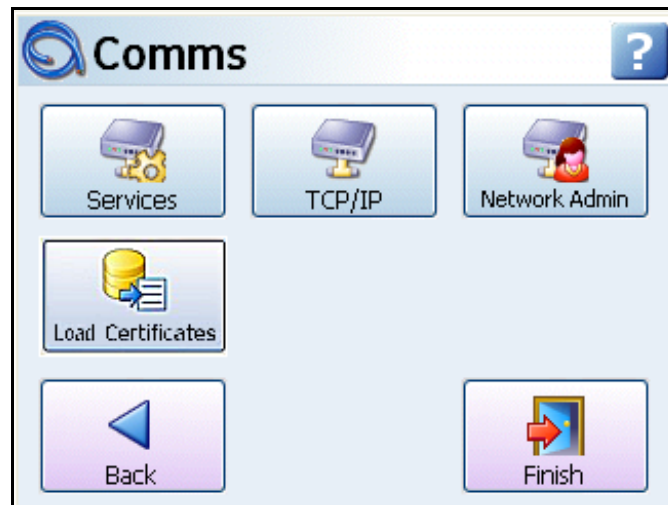 Comms
?
Services
TCP/IP
Network Admin
Load Certificates
Back
Finish